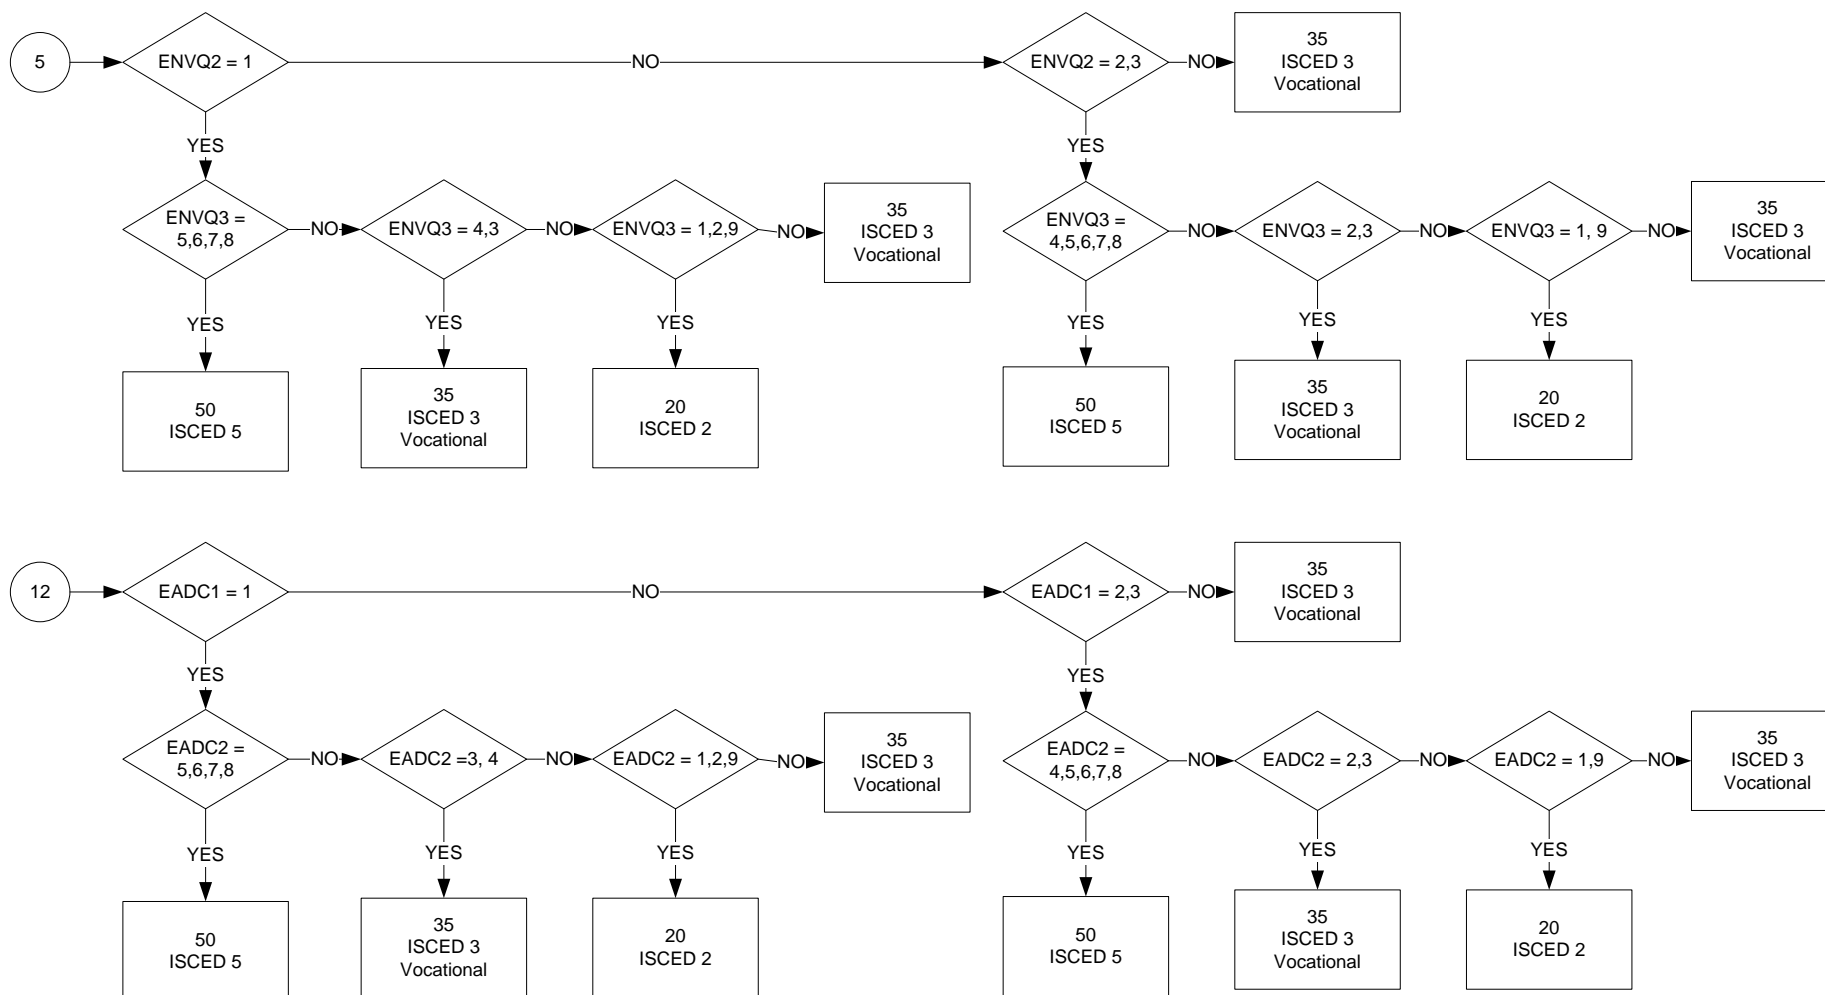 5
ENVQ2 = 1
NO
ENVQ2 = 2,3
NO
35
ISCED 3
Vocational
YES
YES
ENVQ3 =
5,6,7,8
NO
ENVQ3 = 4,3
NO
ENVQ3 = 1,2,9
NO
35
ISCED 3
Vocational
ENVQ3 =
4,5,6,7,8
NO
ENVQ3 = 2,3
NO
ENVQ3 = 1, 9
NO
35
ISCED 3
Vocational
YES
YES
YES
YES
YES
YES
50
ISCED 5
35
ISCED 3
Vocational
20
ISCED 2
50
ISCED 5
35
ISCED 3
Vocational
20
ISCED 2
12
EADC1 = 1
NO
EADC1 = 2,3
NO
35
ISCED 3
Vocational
YES
YES
EADC2 =
5,6,7,8
NO
EADC2 =3, 4
NO
EADC2 = 1,2,9
NO
35
ISCED 3
Vocational
EADC2 =
4,5,6,7,8
NO
EADC2 = 2,3
NO
EADC2 = 1,9
NO
35
ISCED 3
Vocational
YES
YES
YES
YES
YES
YES
50
ISCED 5
35
ISCED 3
Vocational
20
ISCED 2
50
ISCED 5
35
ISCED 3
Vocational
20
ISCED 2